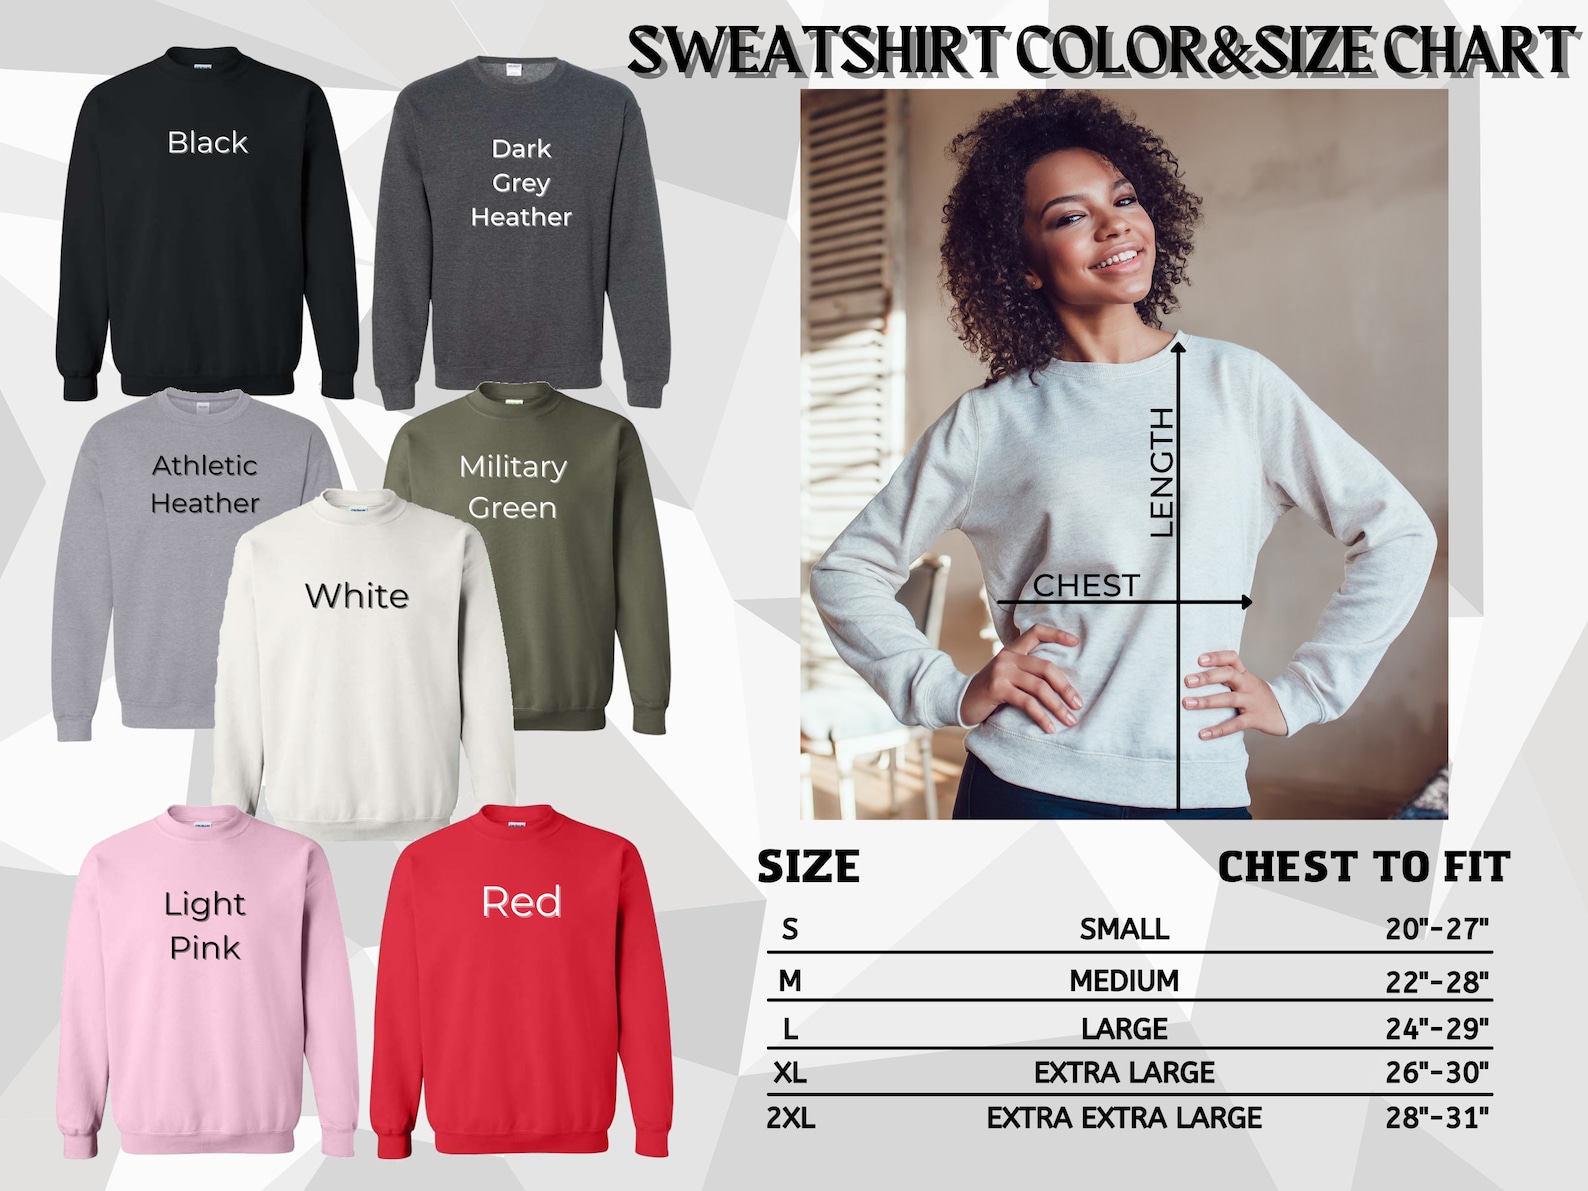 SWEATSHIRT COLOR&SIZE CHART
Black
Dark
Grey
Heather
Athletic
Heather
Military
Green
White
Light
Pink
Red
LENGTH
CHEST
SIZE CHEST TO FIT
S SMALL 20"-27"
M MEDIUM 22"-28"
L LARGE 24"-29"
XL EXTRA LARGE 26"-30"
2XL EXTRA EXTRA LARGE 28"-31"